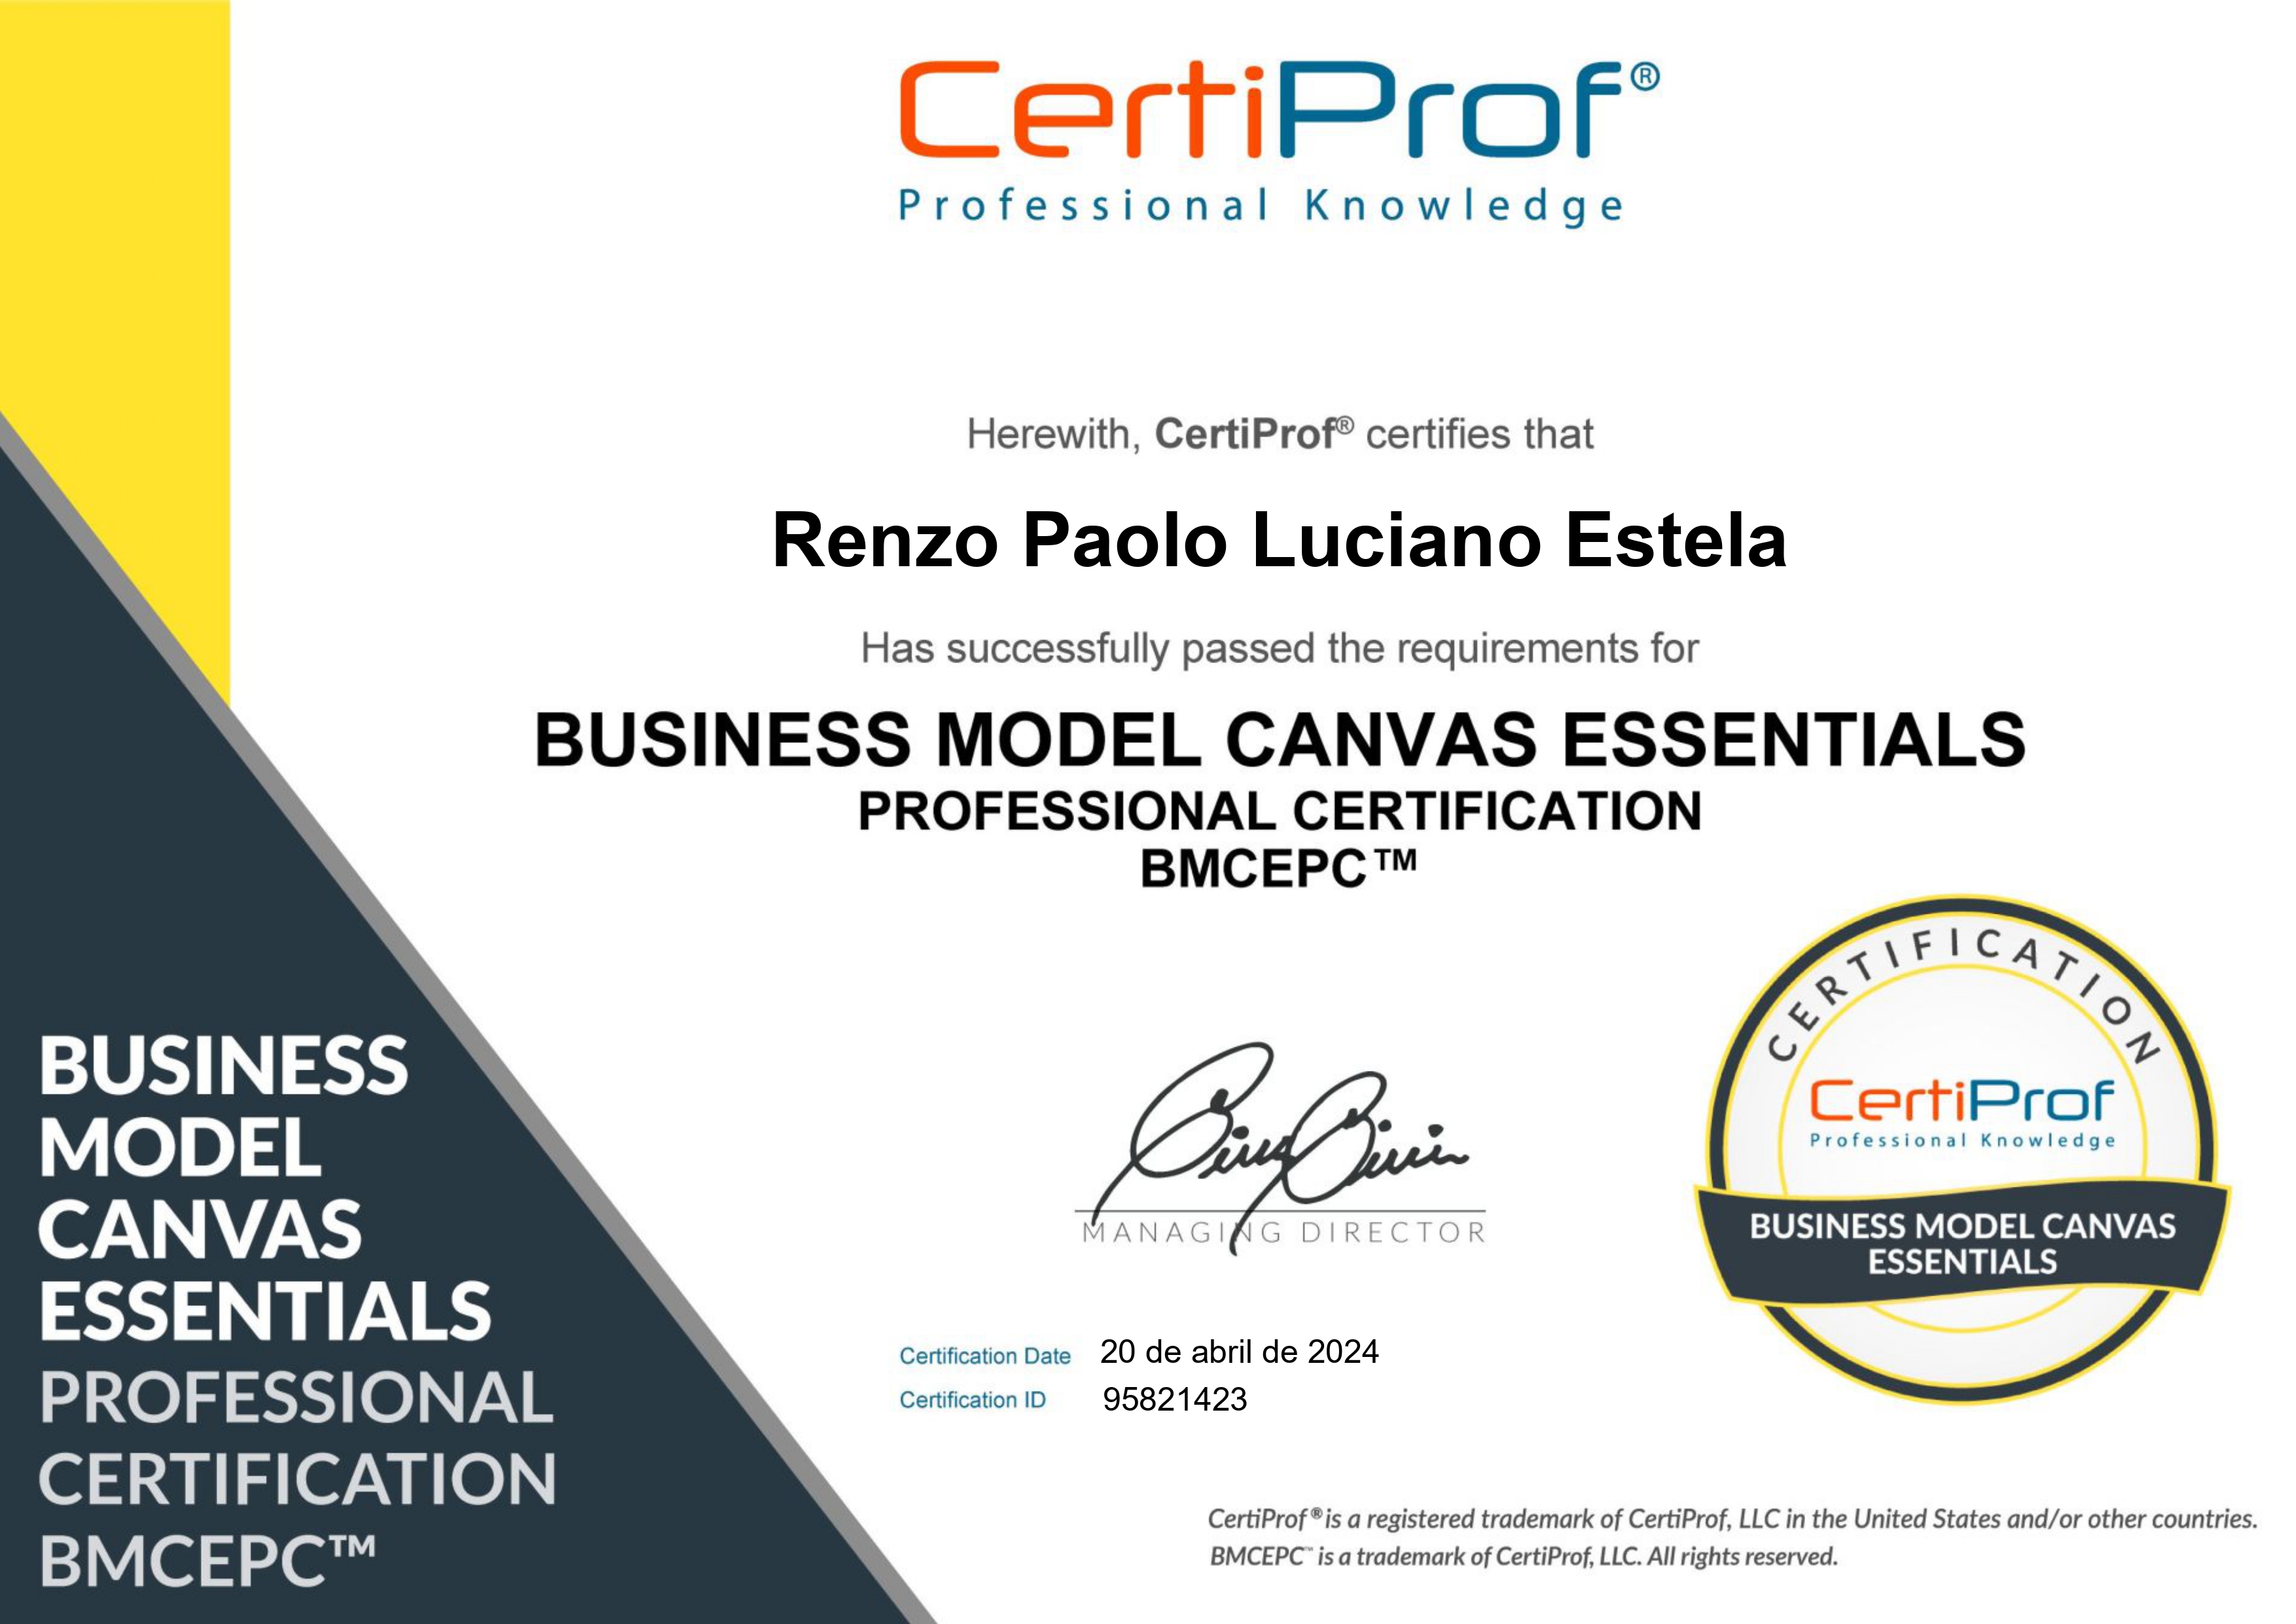 CertiProf®
Professional Knowledge
Herewith, CertiProf® certifies that
Renzo Paolo Luciano Estela
Has successfully passed the requirements for
BUSINESS MODEL CANVAS ESSENTIALS
PROFESSIONAL CERTIFICATION
BMCEPC™
BUSINESS
MODEL
CANVAS
ESSENTIALS
PROFESSIONAL
CERTIFICATION
BMCEPC™
MANAGING DIRECTOR
Certification Date 20 de abril de 2024
Certification ID 95821423
CERTIFICATION
CertiProf
Professional Knowledge
BUSINESS MODEL CANVAS
ESSENTIALS
CertiProf® is a registered trademark of CertiProf, LLC in the United States and/or other countries.
BMCEPC™ is a trademark of CertiProf, LLC. All rights reserved.